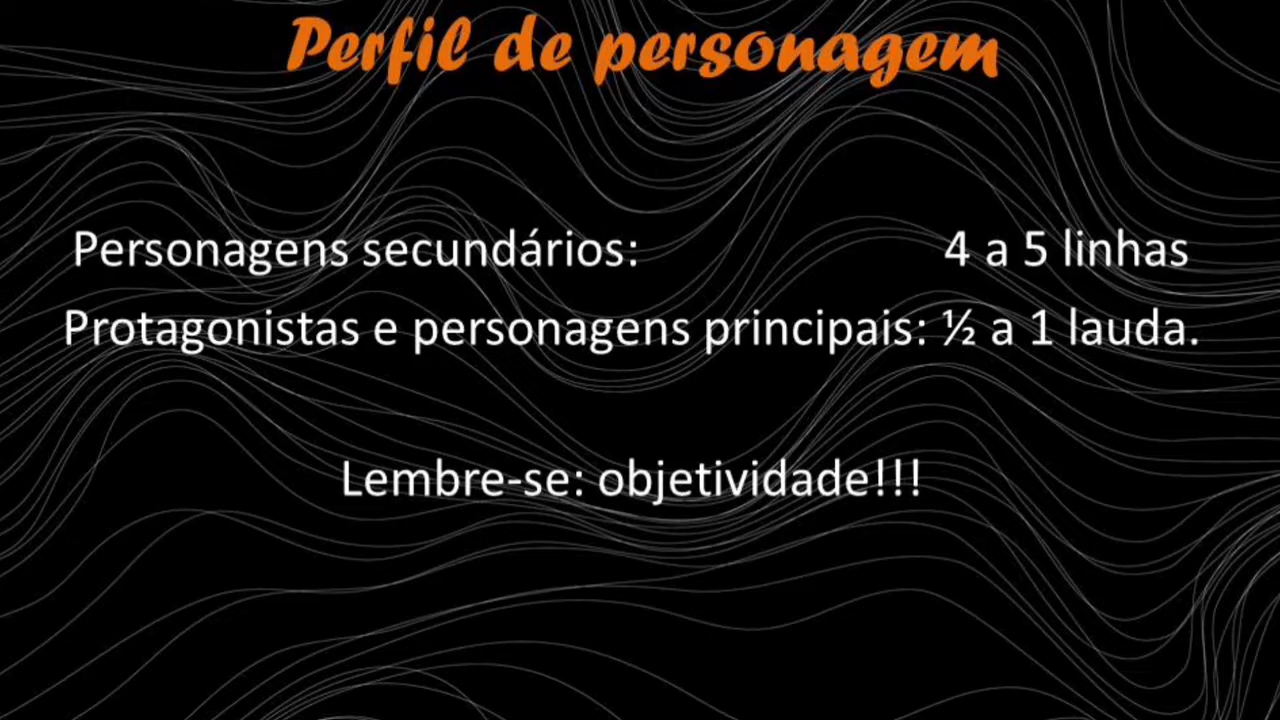 Perfil de personagem
Personagens secundários: 4 a 5 linhas
Protagonistas e personagens principais: ½ a 1 lauda.
Lembre-se: objetividade!!!